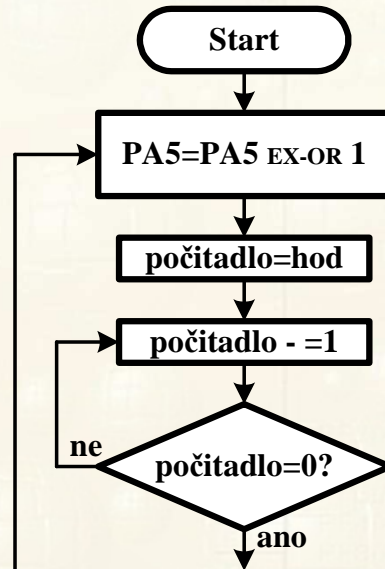 Start
PA5=PA5 EX-OR 1
počitadlo=hod
počitadlo - =1
ne
počitadlo=0?
ano